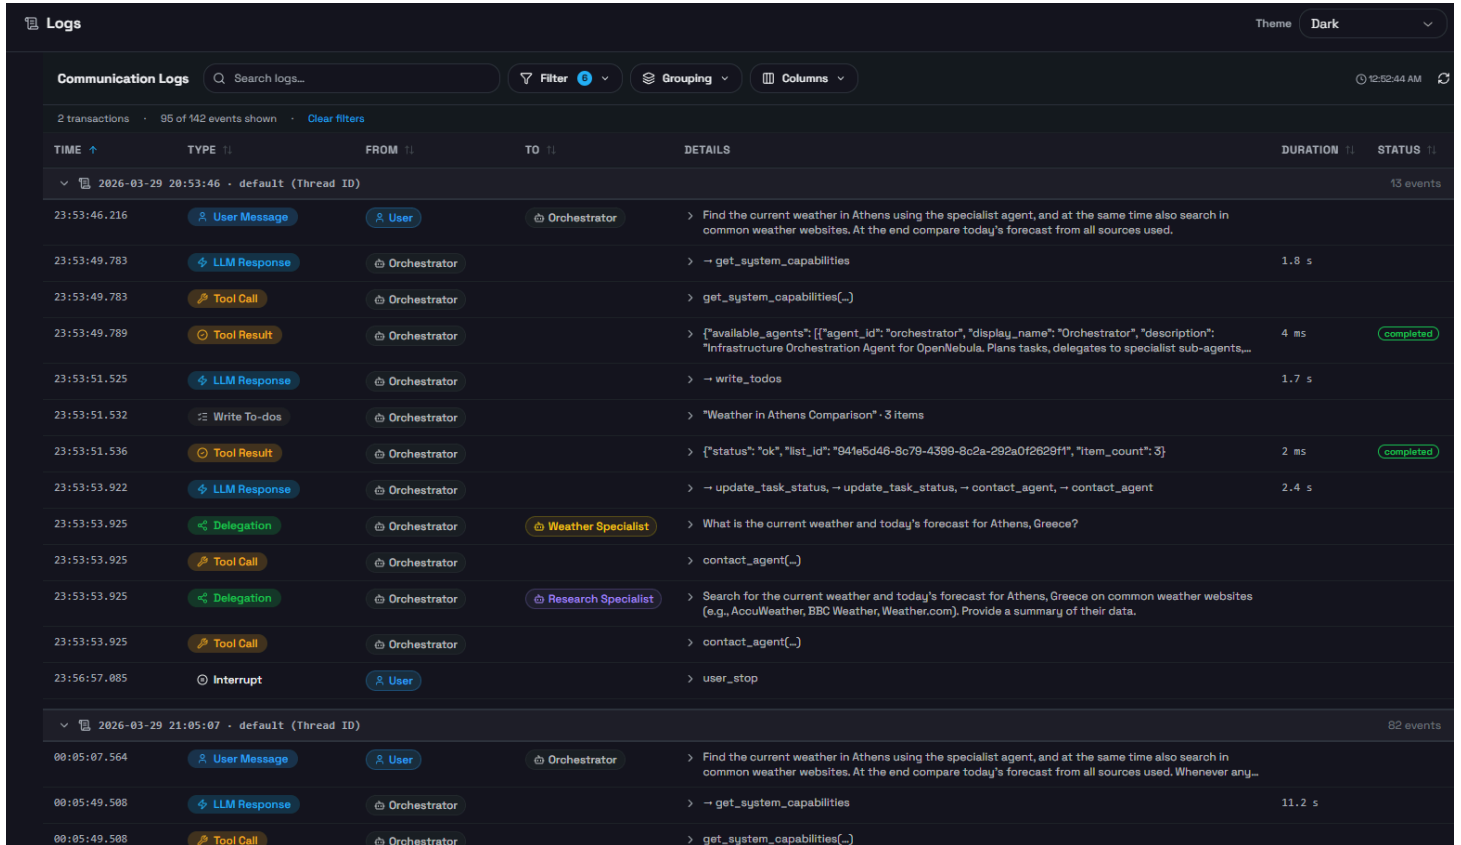 Logs
Theme Dark
Communication Logs Search logs... Filter 6 Grouping Columns 12:52:44 AM
2 transactions · 95 of 142 events shown · Clear filters
TIME TYPE FROM TO DETAILS DURATION STATUS
2026-03-29 20:53:46 · default (Thread ID) 13 events
23:53:46.216 User Message User Orchestrator Find the current weather in Athens using the specialist agent, and at the same time also search in
common weather websites. At the end compare today's forecast from all sources used.
23:53:49.783 LLM Response Orchestrator → get_system_capabilities 1.8 s
23:53:49.783 Tool Call Orchestrator get_system_capabilities(…)
23:53:49.789 Tool Result Orchestrator {"available_agents": [{"agent_id": "orchestrator", "display_name": "Orchestrator", "description": 4 ms completed
"Infrastructure Orchestration Agent for OpenNebula. Plans tasks, delegates to specialist sub-agents,…
23:53:51.525 LLM Response Orchestrator → write_todos 1.7 s
23:53:51.532 Write To-dos Orchestrator "Weather in Athens Comparison" · 3 items
23:53:51.536 Tool Result Orchestrator {"status": "ok", "list_id": "941e5d46-8c79-4399-8c2a-292a0f2629f1", "item_count": 3} 2 ms completed
23:53:53.922 LLM Response Orchestrator → update_task_status, → update_task_status, → contact_agent, → contact_agent 2.4 s
23:53:53.925 Delegation Orchestrator Weather Specialist What is the current weather and today's forecast for Athens, Greece?
23:53:53.925 Tool Call Orchestrator contact_agent(…)
23:53:53.925 Delegation Orchestrator Research Specialist Search for the current weather and today's forecast for Athens, Greece on common weather websites
(e.g., AccuWeather, BBC Weather, Weather.com). Provide a summary of their data.
23:53:53.925 Tool Call Orchestrator contact_agent(…)
23:56:57.085 Interrupt User user_stop
2026-03-29 21:05:07 · default (Thread ID) 82 events
00:05:07.564 User Message User Orchestrator Find the current weather in Athens using the specialist agent, and at the same time also search in
common weather websites. At the end compare today's forecast from all sources used. Whenever any…
00:05:49.508 LLM Response Orchestrator → get_system_capabilities 11.2 s
00:05:49.508 Tool Call Orchestrator get_system_capabilities(…)